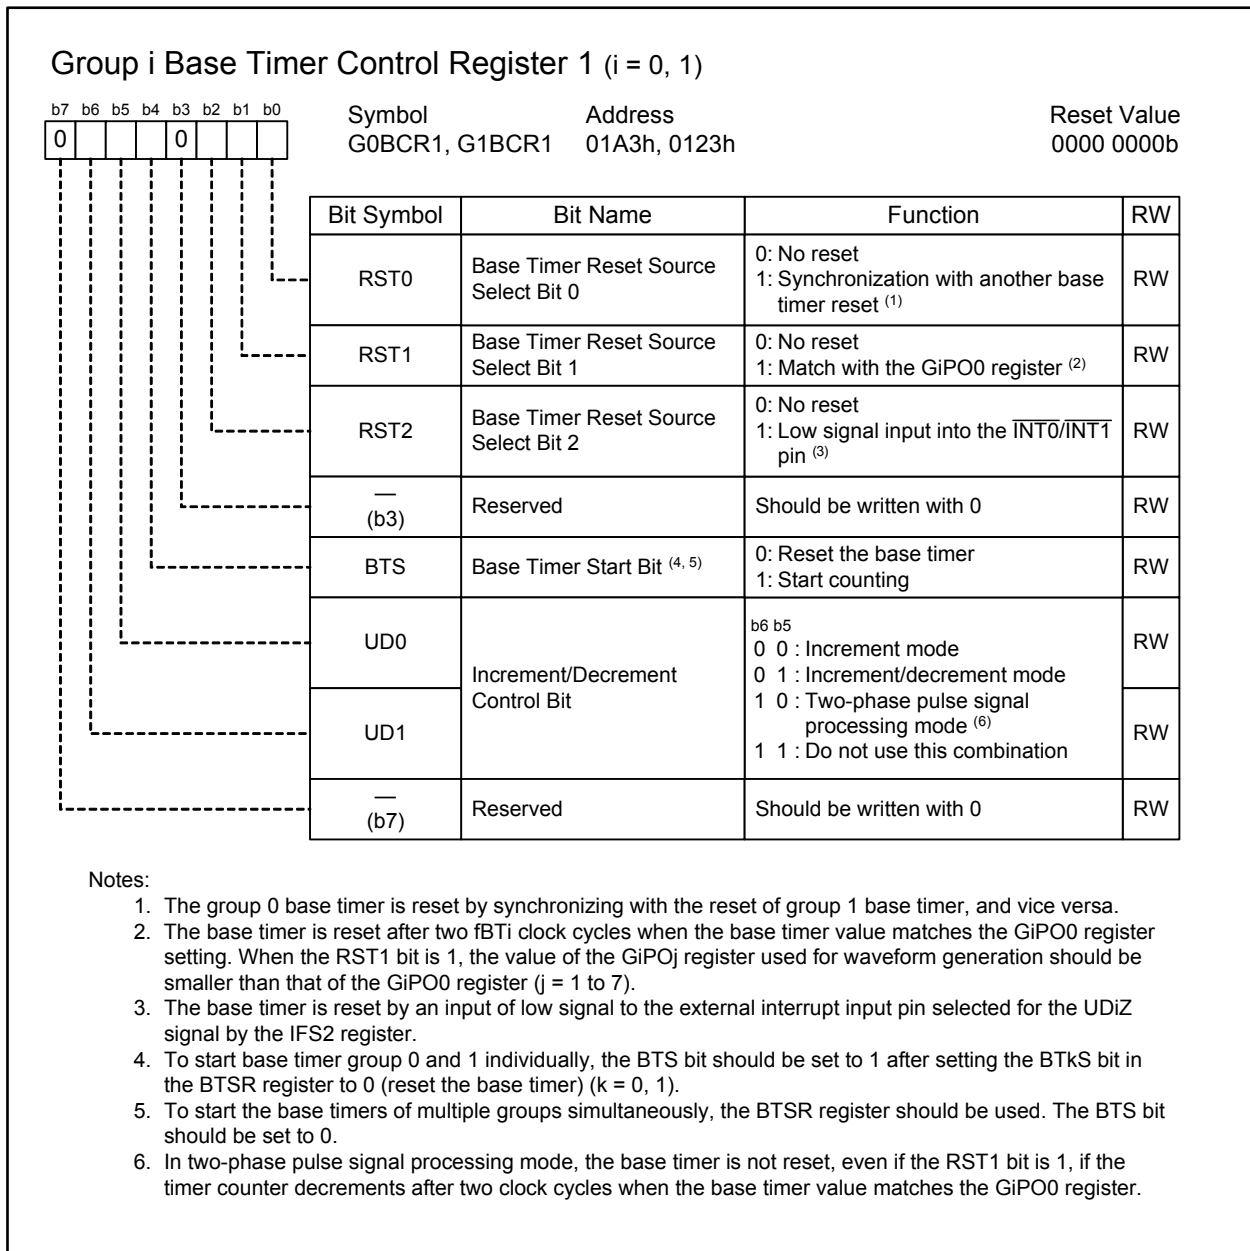 Group i Base Timer Control Register 1 (i = 0, 1)
b7 b6 b5 b4 b3 b2 b1 b0
0 0
Symbol Address Reset Value
G0BCR1, G1BCR1 01A3h, 0123h 0000 0000b
Bit Symbol Bit Name Function RW
RST0 Base Timer Reset Source Select Bit 0 0: No reset RW
1: Synchronization with another base
timer reset (1)
RST1 Base Timer Reset Source Select Bit 1 0: No reset RW
1: Match with the GiPO0 register (2)
RST2 Base Timer Reset Source Select Bit 2 0: No reset RW
1: Low signal input into the INT0/INT1
pin (3)
— (b3) Reserved Should be written with 0 RW
BTS Base Timer Start Bit (4, 5) 0: Reset the base timer RW
1: Start counting
UD0 Increment/Decrement Control Bit b6 b5 RW
0 0 : Increment mode
0 1 : Increment/decrement mode
UD1 1 0 : Two-phase pulse signal RW
processing mode (6)
1 1 : Do not use this combination
— (b7) Reserved Should be written with 0 RW
Notes:
1. The group 0 base timer is reset by synchronizing with the reset of group 1 base timer, and vice versa.
2. The base timer is reset after two fBTi clock cycles when the base timer value matches the GiPO0 register
setting. When the RST1 bit is 1, the value of the GiPOj register used for waveform generation should be
smaller than that of the GiPO0 register (j = 1 to 7).
3. The base timer is reset by an input of low signal to the external interrupt input pin selected for the UDiZ
signal by the IFS2 register.
4. To start base timer group 0 and 1 individually, the BTS bit should be set to 1 after setting the BTkS bit in
the BTSR register to 0 (reset the base timer) (k = 0, 1).
5. To start the base timers of multiple groups simultaneously, the BTSR register should be used. The BTS bit
should be set to 0.
6. In two-phase pulse signal processing mode, the base timer is not reset, even if the RST1 bit is 1, if the
timer counter decrements after two clock cycles when the base timer value matches the GiPO0 register.